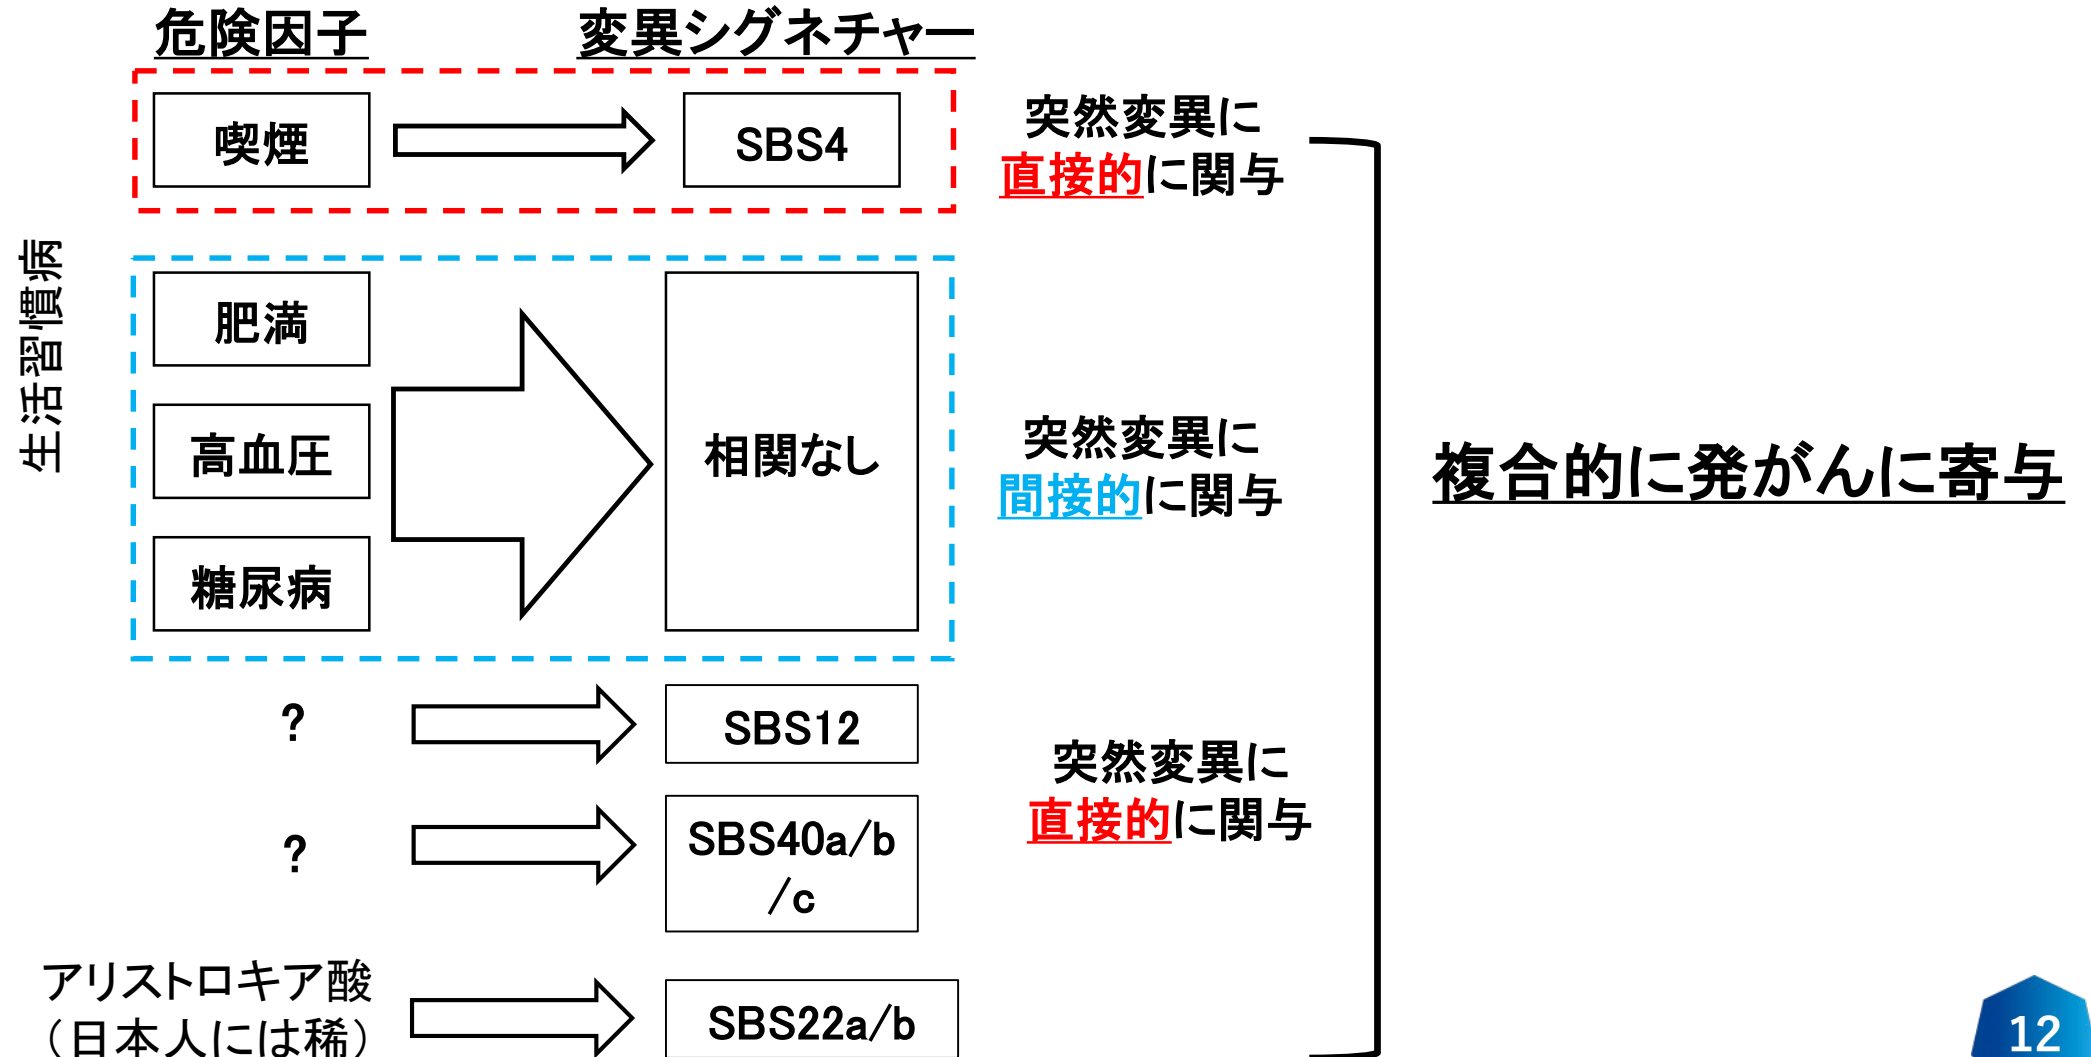 危険因子
変異シグネチャー
喫煙
SBS4
突然変異に
直接的に関与
生活習慣病
肥満
高血圧
糖尿病
相関なし
突然変異に
間接的に関与
複合的に発がんに寄与
?
SBS12
?
SBS40a/b
/c
突然変異に
直接的に関与
アリストロキア酸
（日本人には稀）
SBS22a/b
12